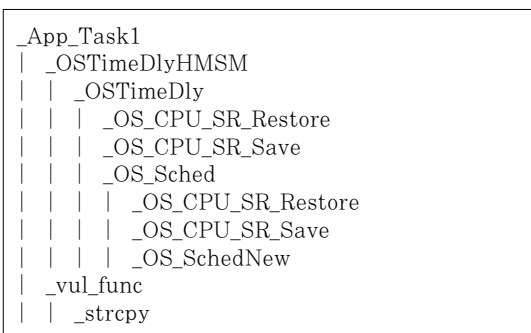 _App_Task1
| _OSTimeDlyHMSM
| | _OSTimeDly
| | | _OS_CPU_SR_Restore
| | | _OS_CPU_SR_Save
| | | _OS_Sched
| | | | _OS_CPU_SR_Restore
| | | | _OS_CPU_SR_Save
| | | | _OS_SchedNew
| _vul_func
| | _strcpy